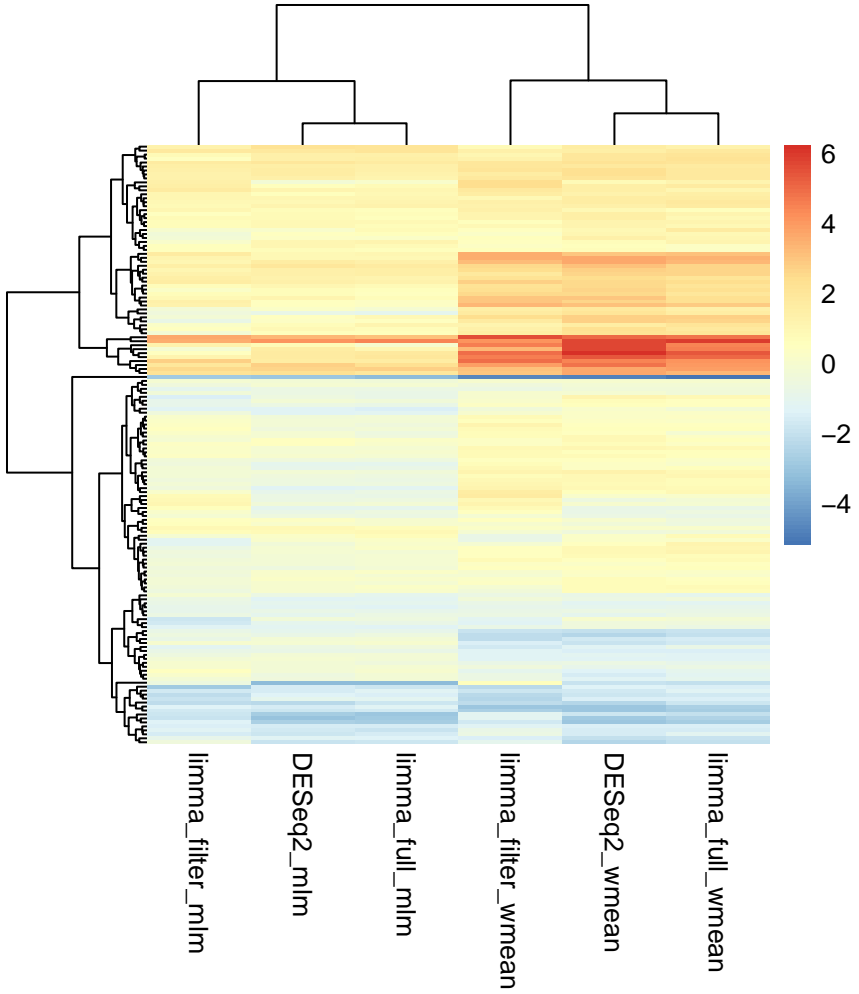 6
4
2
0
−2
−4
limma_filter_mlm
DESeq2_mlm
limma_full_mlm
limma_filter_wmean
DESeq2_wmean
limma_full_wmean